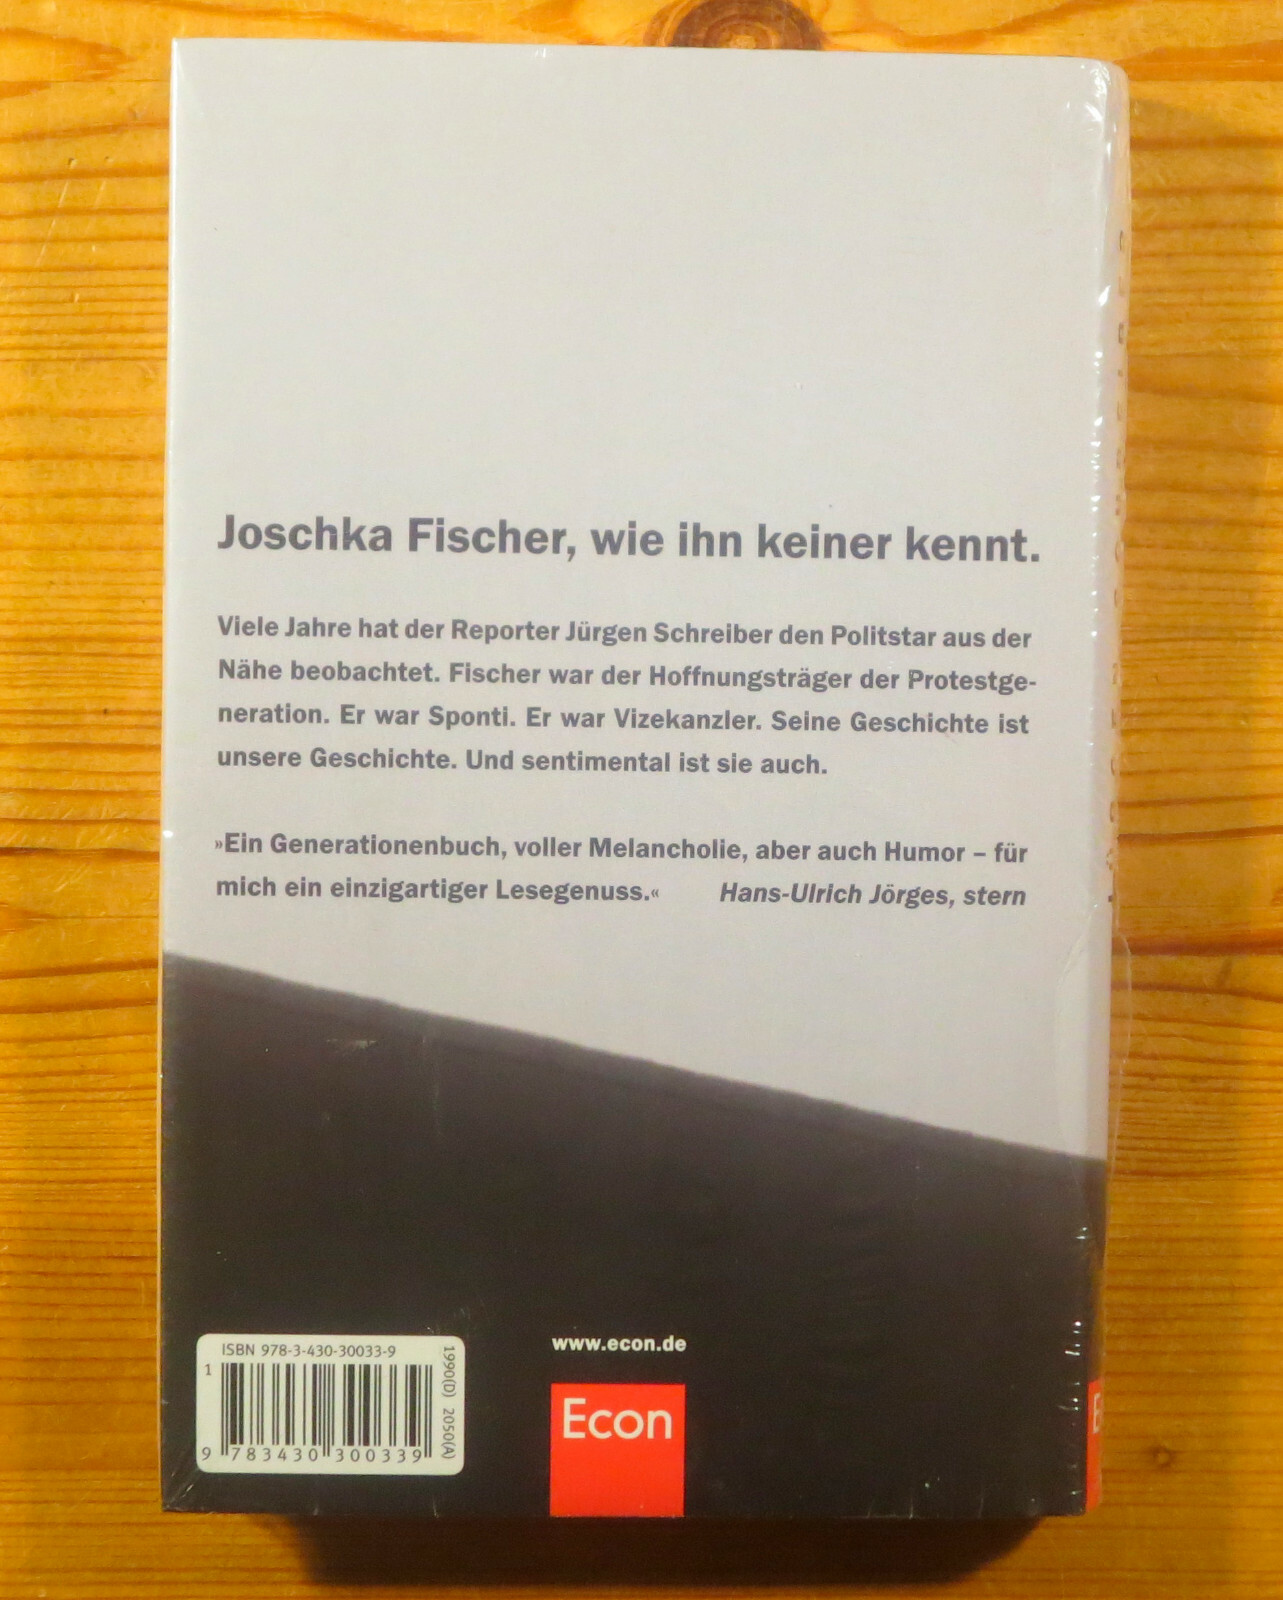 Joschka Fischer, wie ihn keiner kennt.
Viele Jahre hat der Reporter Jürgen Schreiber den Politstar aus der
Nähe beobachtet. Fischer war der Hoffnungsträger der Protestge-
neration. Er war Sponti. Er war Vizekanzler. Seine Geschichte ist
unsere Geschichte. Und sentimental ist sie auch.
»Ein Generationenbuch, voller Melancholie, aber auch Humor – für
mich ein einzigartiger Lesegenuss.« Hans-Ulrich Jörges, stern
ISBN 978-3-430-30033-9
1
9 783430 300339
1990(D) 2050(A)
www.econ.de
Econ